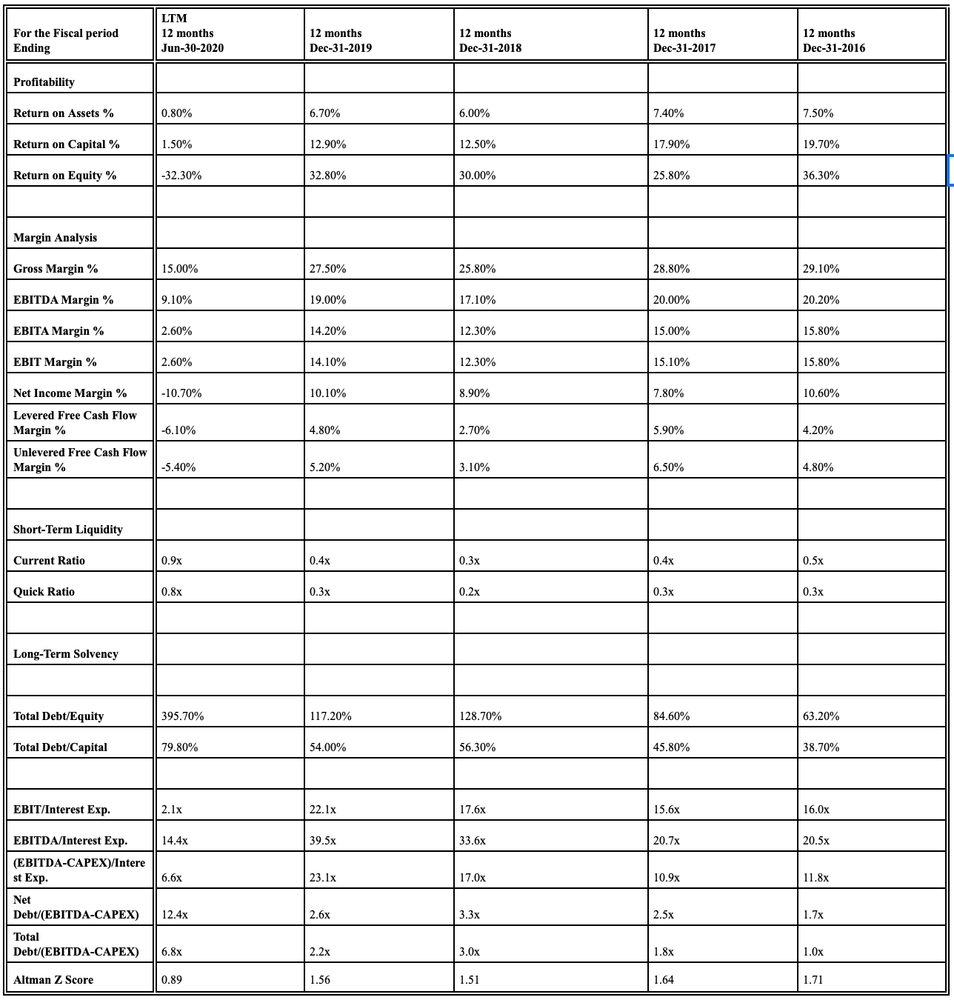 For the Fiscal period Ending | LTM 12 months Jun-30-2020 | 12 months Dec-31-2019 | 12 months Dec-31-2018 | 12 months Dec-31-2017 | 12 months Dec-31-2016
Profitability
Return on Assets % | 0.80% | 6.70% | 6.00% | 7.40% | 7.50%
Return on Capital % | 1.50% | 12.90% | 12.50% | 17.90% | 19.70%
Return on Equity % | -32.30% | 32.80% | 30.00% | 25.80% | 36.30%
Margin Analysis
Gross Margin % | 15.00% | 27.50% | 25.80% | 28.80% | 29.10%
EBITDA Margin % | 9.10% | 19.00% | 17.10% | 20.00% | 20.20%
EBITA Margin % | 2.60% | 14.20% | 12.30% | 15.00% | 15.80%
EBIT Margin % | 2.60% | 14.10% | 12.30% | 15.10% | 15.80%
Net Income Margin % | -10.70% | 10.10% | 8.90% | 7.80% | 10.60%
Levered Free Cash Flow Margin % | -6.10% | 4.80% | 2.70% | 5.90% | 4.20%
Unlevered Free Cash Flow Margin % | -5.40% | 5.20% | 3.10% | 6.50% | 4.80%
Short-Term Liquidity
Current Ratio | 0.9x | 0.4x | 0.3x | 0.4x | 0.5x
Quick Ratio | 0.8x | 0.3x | 0.2x | 0.3x | 0.3x
Long-Term Solvency
Total Debt/Equity | 395.70% | 117.20% | 128.70% | 84.60% | 63.20%
Total Debt/Capital | 79.80% | 54.00% | 56.30% | 45.80% | 38.70%
EBIT/Interest Exp. | 2.1x | 22.1x | 17.6x | 15.6x | 16.0x
EBITDA/Interest Exp. | 14.4x | 39.5x | 33.6x | 20.7x | 20.5x
(EBITDA-CAPEX)/Interest Exp. | 6.6x | 23.1x | 17.0x | 10.9x | 11.8x
Net Debt/(EBITDA-CAPEX) | 12.4x | 2.6x | 3.3x | 2.5x | 1.7x
Total Debt/(EBITDA-CAPEX) | 6.8x | 2.2x | 3.0x | 1.8x | 1.0x
Altman Z Score | 0.89 | 1.56 | 1.51 | 1.64 | 1.71